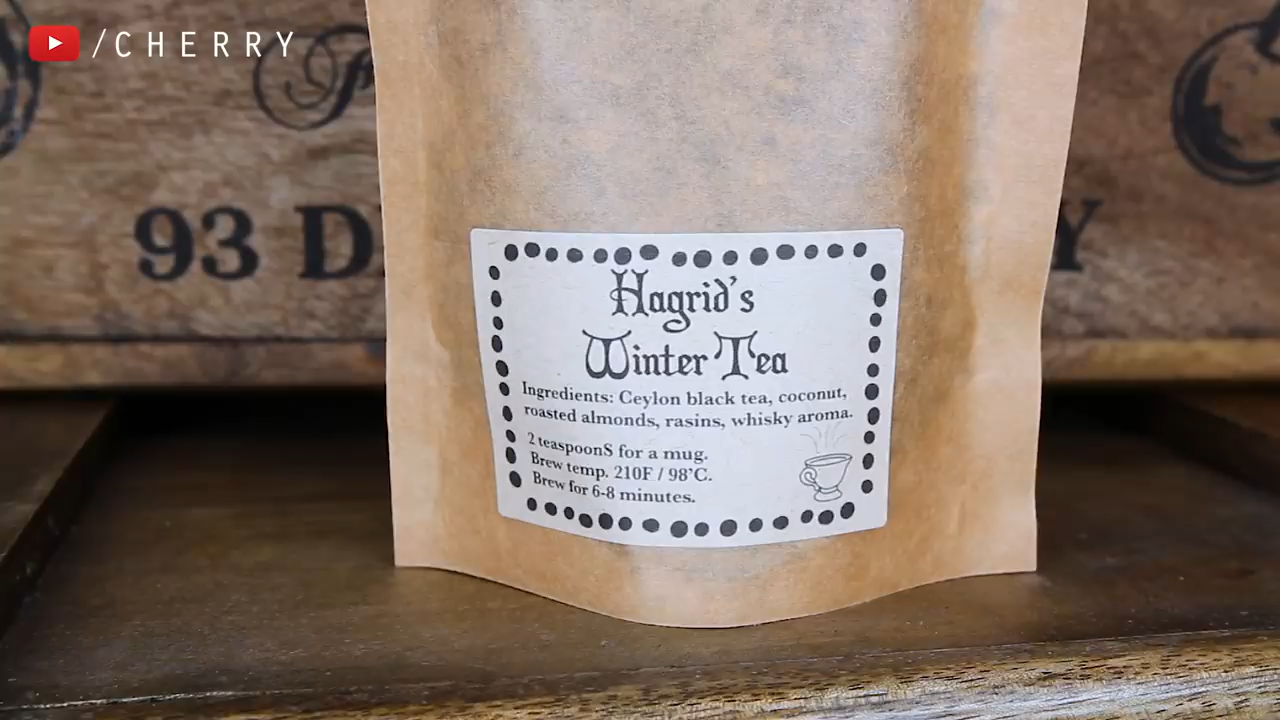 /CHERRY
93 D
Y
Hagrid's
Winter Tea
Ingredients: Ceylon black tea, coconut,
roasted almonds, rasins, whisky aroma.
2 teaspoonS for a mug.
Brew temp. 210F / 98°C.
Brew for 6-8 minutes.